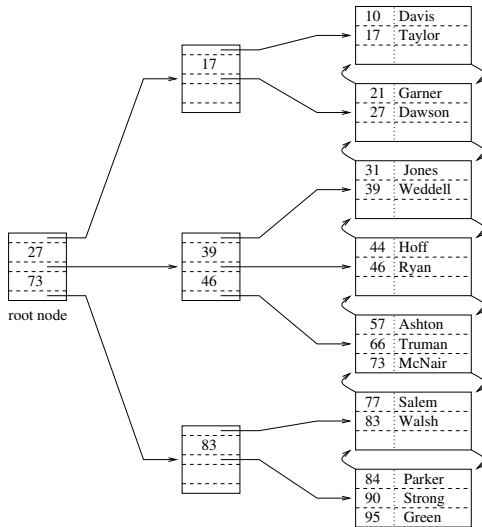 27
73
root node
17
39
46
83
10 Davis
17 Taylor
21 Garner
27 Dawson
31 Jones
39 Weddell
44 Hoff
46 Ryan
57 Ashton
66 Truman
73 McNair
77 Salem
83 Walsh
84 Parker
90 Strong
95 Green